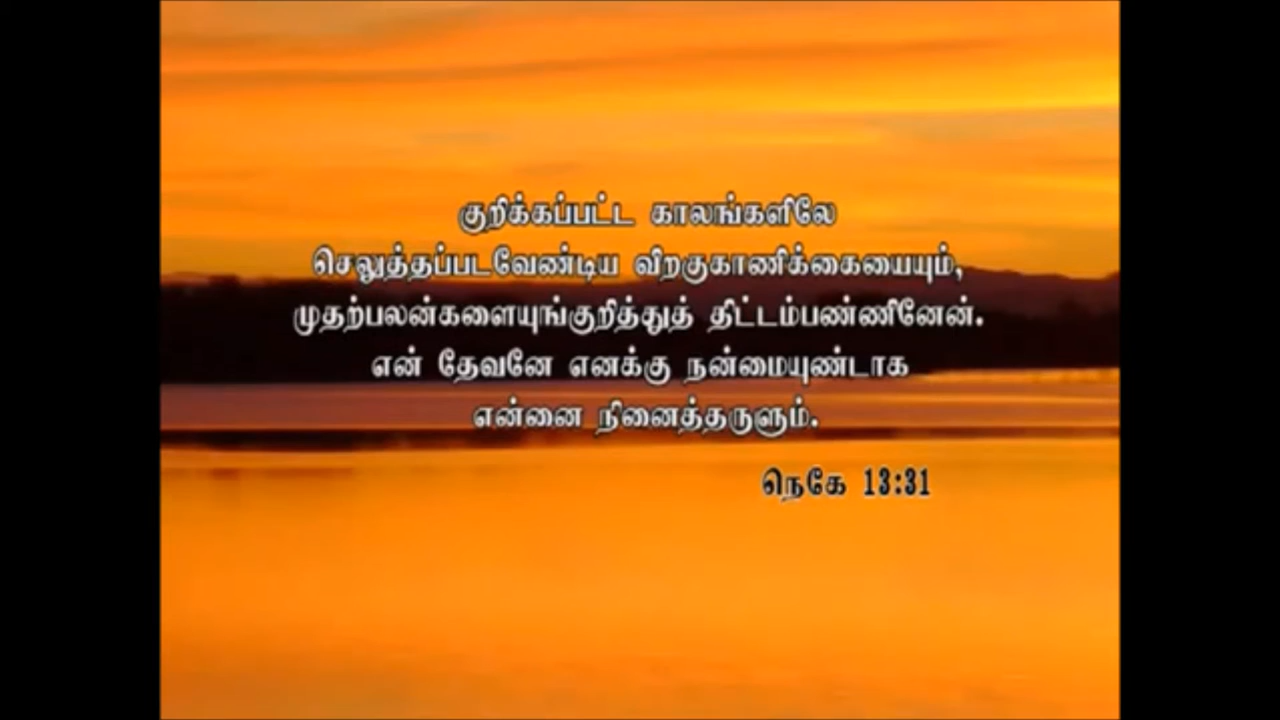 குறிக்கப்பட்ட காலங்களிலே
செலுத்தப்படவேண்டிய விறகுகாணிக்கையையும்,
முதற்பலன்களையுங்குறித்துத் திட்டம்பண்ணினேன்.
என் தேவனே எனக்கு நன்மையுண்டாக
என்னை நினைத்தருளும்.
நெகே 13:31